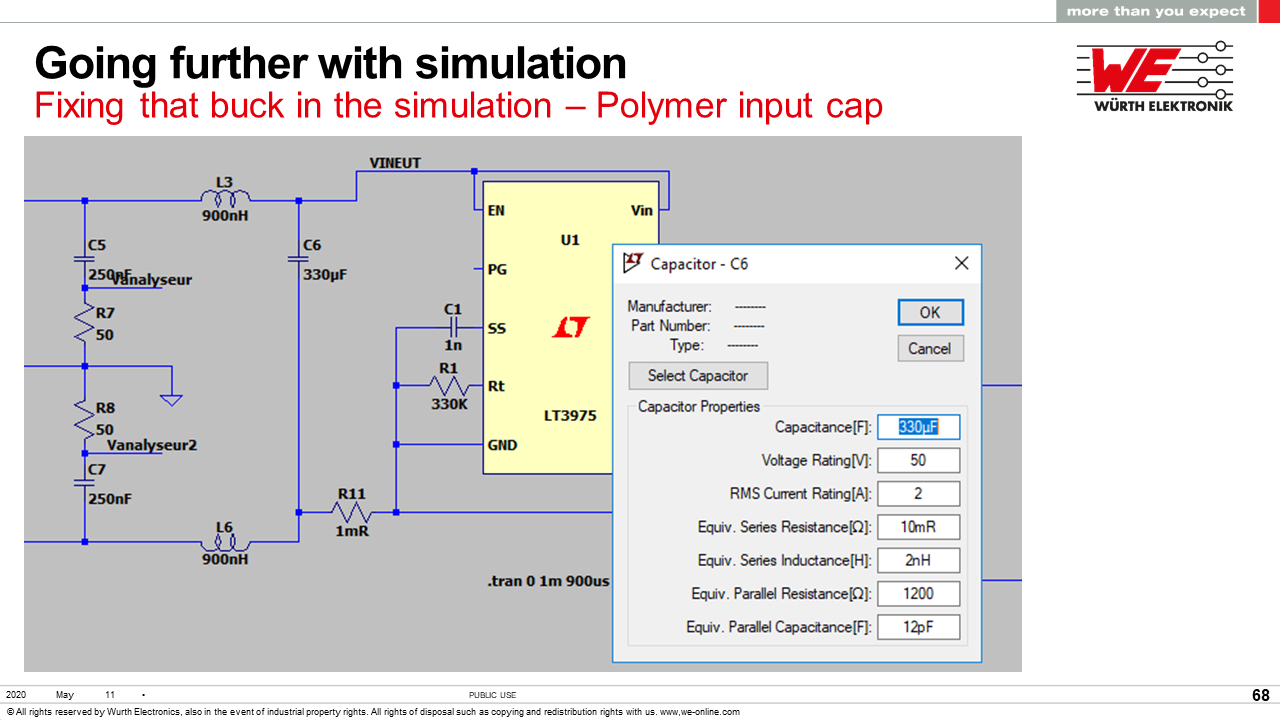 more than you expect
Going further with simulation
Fixing that buck in the simulation – Polymer input cap
WE
WÜRTH ELEKTRONIK
VINEUT
L3
900nH
C5
250nF
Vanalyseur
C6
330µF
R7
50
R8
50
Vanalyseur2
C7
250nF
L6
900nH
R11
1mR
C1
1n
R1
330K
EN
Vin
U1
PG
SS
Rt
LT3975
GND
.tran 0 1m 900us
Capacitor - C6
Manufacturer: --------
Part Number: --------
Type: --------
OK
Cancel
Select Capacitor
Capacitor Properties
Capacitance[F]: 330µF
Voltage Rating[V]: 50
RMS Current Rating[A]: 2
Equiv. Series Resistance[Ω]: 10mR
Equiv. Series Inductance[H]: 2nH
Equiv. Parallel Resistance[Ω]: 1200
Equiv. Parallel Capacitance[F]: 12pF
2020 May 11 • PUBLIC USE 68
© All rights reserved by Wurth Electronics, also in the event of industrial property rights. All rights of disposal such as copying and redistribution rights with us. www,we-online.com